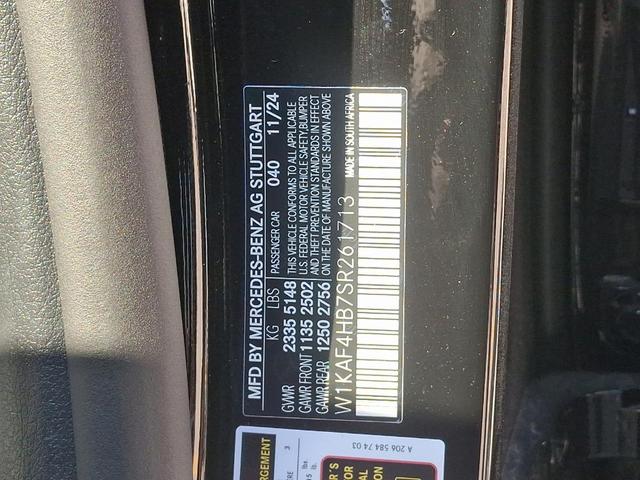 MFD BY MERCEDES-BENZ AG STUTTGART
KG LBS PASSENGER CAR 040 11/24
GVWR 2335 5148 THIS VEHICLE CONFORMS TO ALL APPLICABLE
GAWR FRONT 1135 2502 U.S. FEDERAL MOTOR VEHICLE SAFETY,BUMPER
GAWR REAR 1250 2756 AND THEFT PREVENTION STANDARDS IN EFFECT
ON THE DATE OF MANUFACTURE SHOWN ABOVE
W1KAF4HB7SR261713 MADE IN SOUTH AFRICA
A 206 584 74 03